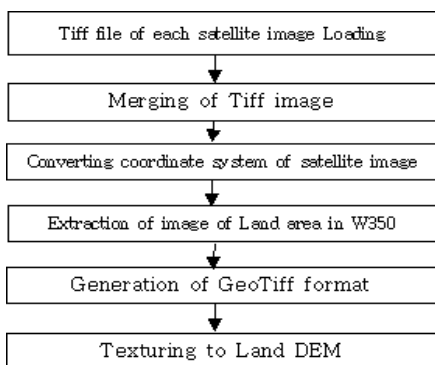 Tiff file of each satellite image Loading
Merging of Tiff image
Converting coordinate system of satellite image
Extraction of image of Land area in W350
Generation of GeoTiff format
Texturing to Land DEM